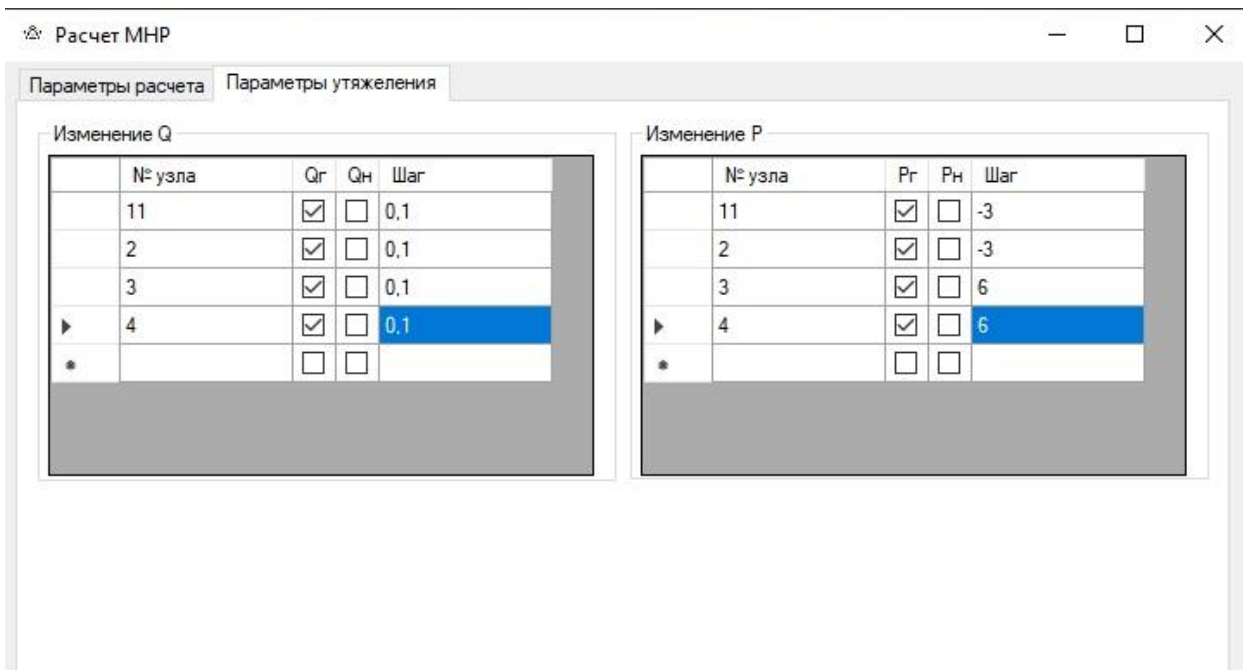 Расчет МНР
Параметры расчета Параметры утяжеления
Изменение Q
№ узла Qг Qн Шаг
11 0,1
2 0,1
3 0,1
4 0,1
Изменение P
№ узла Pг Pн Шаг
11 -3
2 -3
3 6
4 6